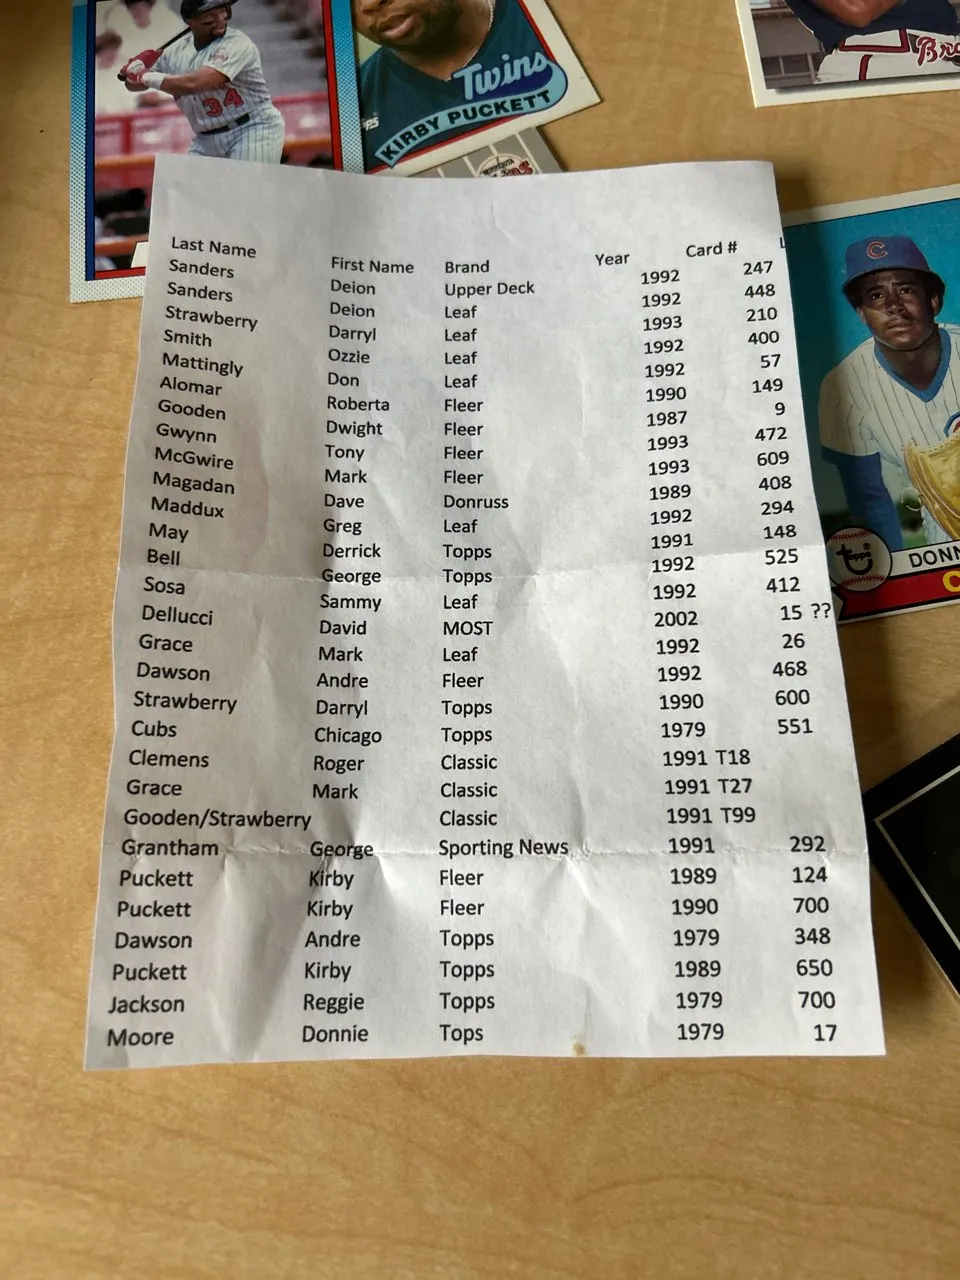 34
Twins
KIRBY PUCKETT
Last Name First Name Brand Year Card #
Sanders Deion Upper Deck 1992 247
Sanders Deion Leaf 1992 448
Strawberry Darryl Leaf 1993 210
Smith Ozzie Leaf 1992 400
Mattingly Don Leaf 1992 57
Alomar Roberta Fleer 1990 149
Gooden Dwight Fleer 1987 9
Gwynn Tony Fleer 1993 472
McGwire Mark Fleer 1993 609
Magadan Dave Donruss 1989 408
Maddux Greg Leaf 1992 294
May Derrick Topps 1991 148
Bell George Topps 1992 525
Sosa Sammy Leaf 1992 412
Dellucci David MOST 2002 15 ??
Grace Mark Leaf 1992 26
Dawson Andre Fleer 1992 468
Strawberry Darryl Topps 1990 600
Cubs Chicago Topps 1979 551
Clemens Roger Classic 1991 T18
Grace Mark Classic 1991 T27
Gooden/Strawberry Classic 1991 T99
Grantham George Sporting News 1991 292
Puckett Kirby Fleer 1989 124
Puckett Kirby Fleer 1990 700
Dawson Andre Topps 1979 348
Puckett Kirby Topps 1989 650
Jackson Reggie Topps 1979 700
Moore Donnie Tops 1979 17
C
Topps
DONN